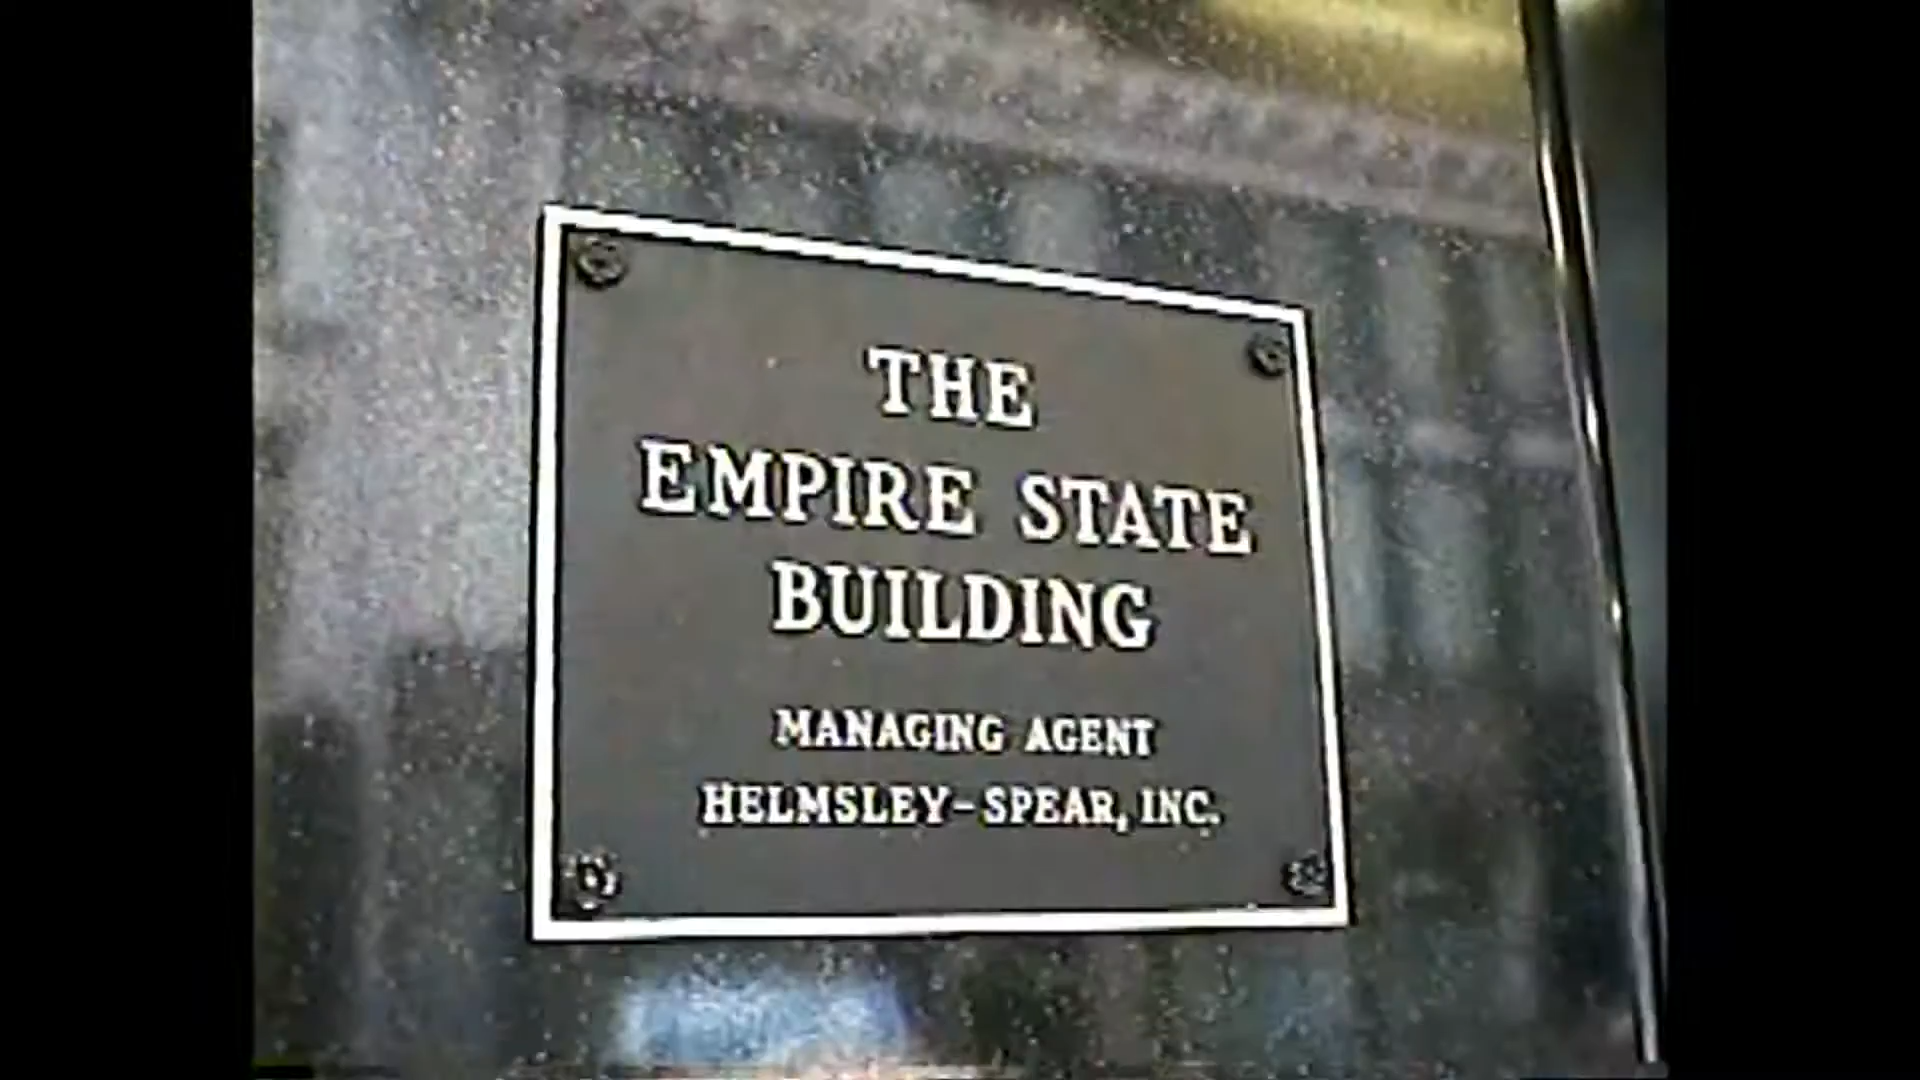 THE
EMPIRE STATE
BUILDING
MANAGING AGENT
HELMSLEY-SPEAR, INC.